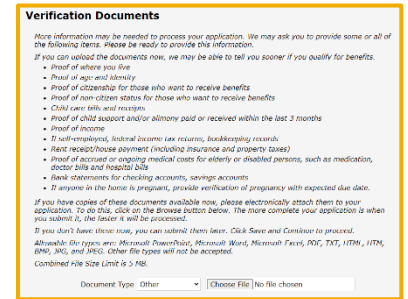 Verification Documents
More information may be needed to process your application. We may ask you to provide some or all of
the following items. Please be ready to provide this information.
If you can upload the documents now, we may be able to tell you sooner if you qualify for benefits.
• Proof of where you live
• Proof of age and identity
• Proof of citizenship for those who want to receive benefits
• Proof of non-citizen status for those who want to receive benefits
• Child care bills and receipts
• Proof of child support and/or alimony paid or received within the last 3 months
• Proof of income
• If self-employed, federal income tax returns, bookkeeping records
• Rent receipt/house payment (including insurance and property taxes)
• Proof of accrued or ongoing medical costs for elderly or disabled persons, such as medication,
doctor bills and hospital bills
• Bank statements for checking accounts, savings accounts
• If anyone in the home is pregnant, provide verification of pregnancy with expected due date.
If you have copies of these documents available now, please electronically attach them to your
application. To do this, click on the Browse button below. The more complete your application is when
you submit it, the faster it will be processed.
If you don't have these now, you can submit them later. Click Save and Continue to proceed.
Allowable file types are: Microsoft PowerPoint, Microsoft Word, Microsoft Excel, PDF, TXT, HTML, HTM,
BMP, JPG, and JPEG. Other file types will not be accepted.
Combined File Size Limit is 5 MB.
Document Type Other Choose File No file chosen